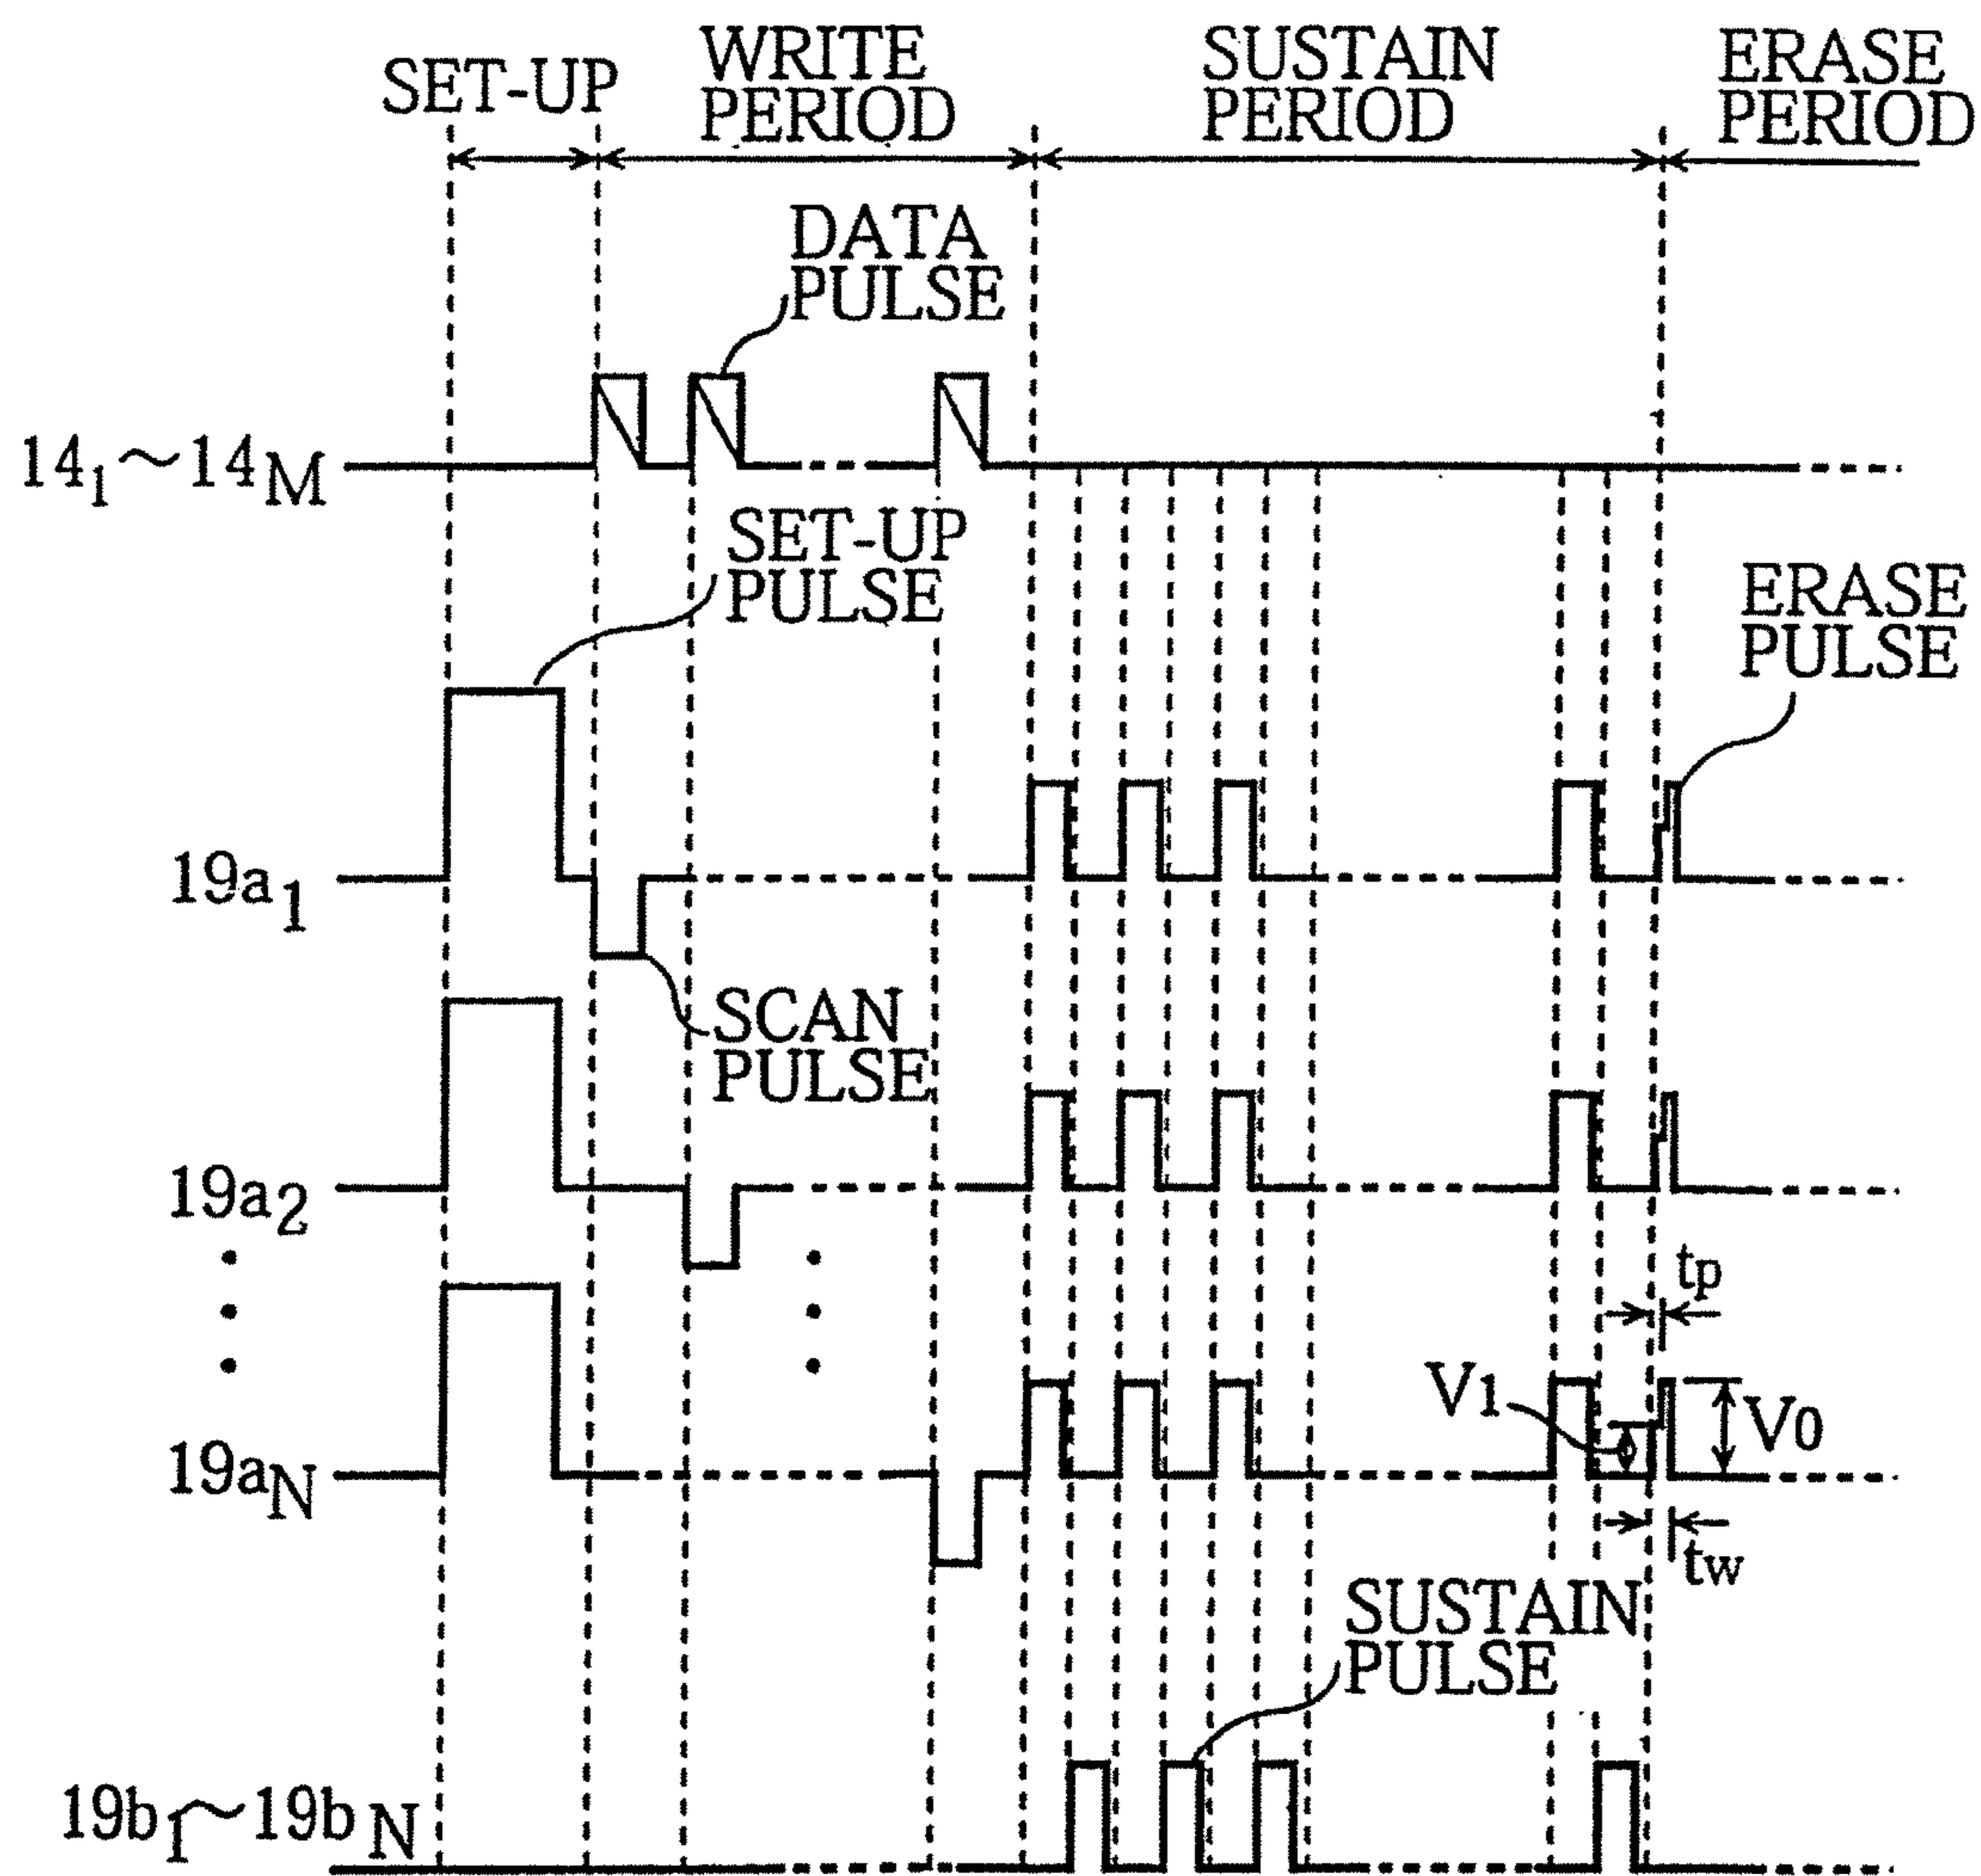 SET-UP
WRITE
PERIOD
SUSTAIN
PERIOD
ERASE
PERIOD
DATA
PULSE
14₁～14M
SET-UP
PULSE
ERASE
PULSE
19a₁
SCAN
PULSE
19a₂
tp
V1
V0
19aN
tw
SUSTAIN
PULSE
19b₁～19bN